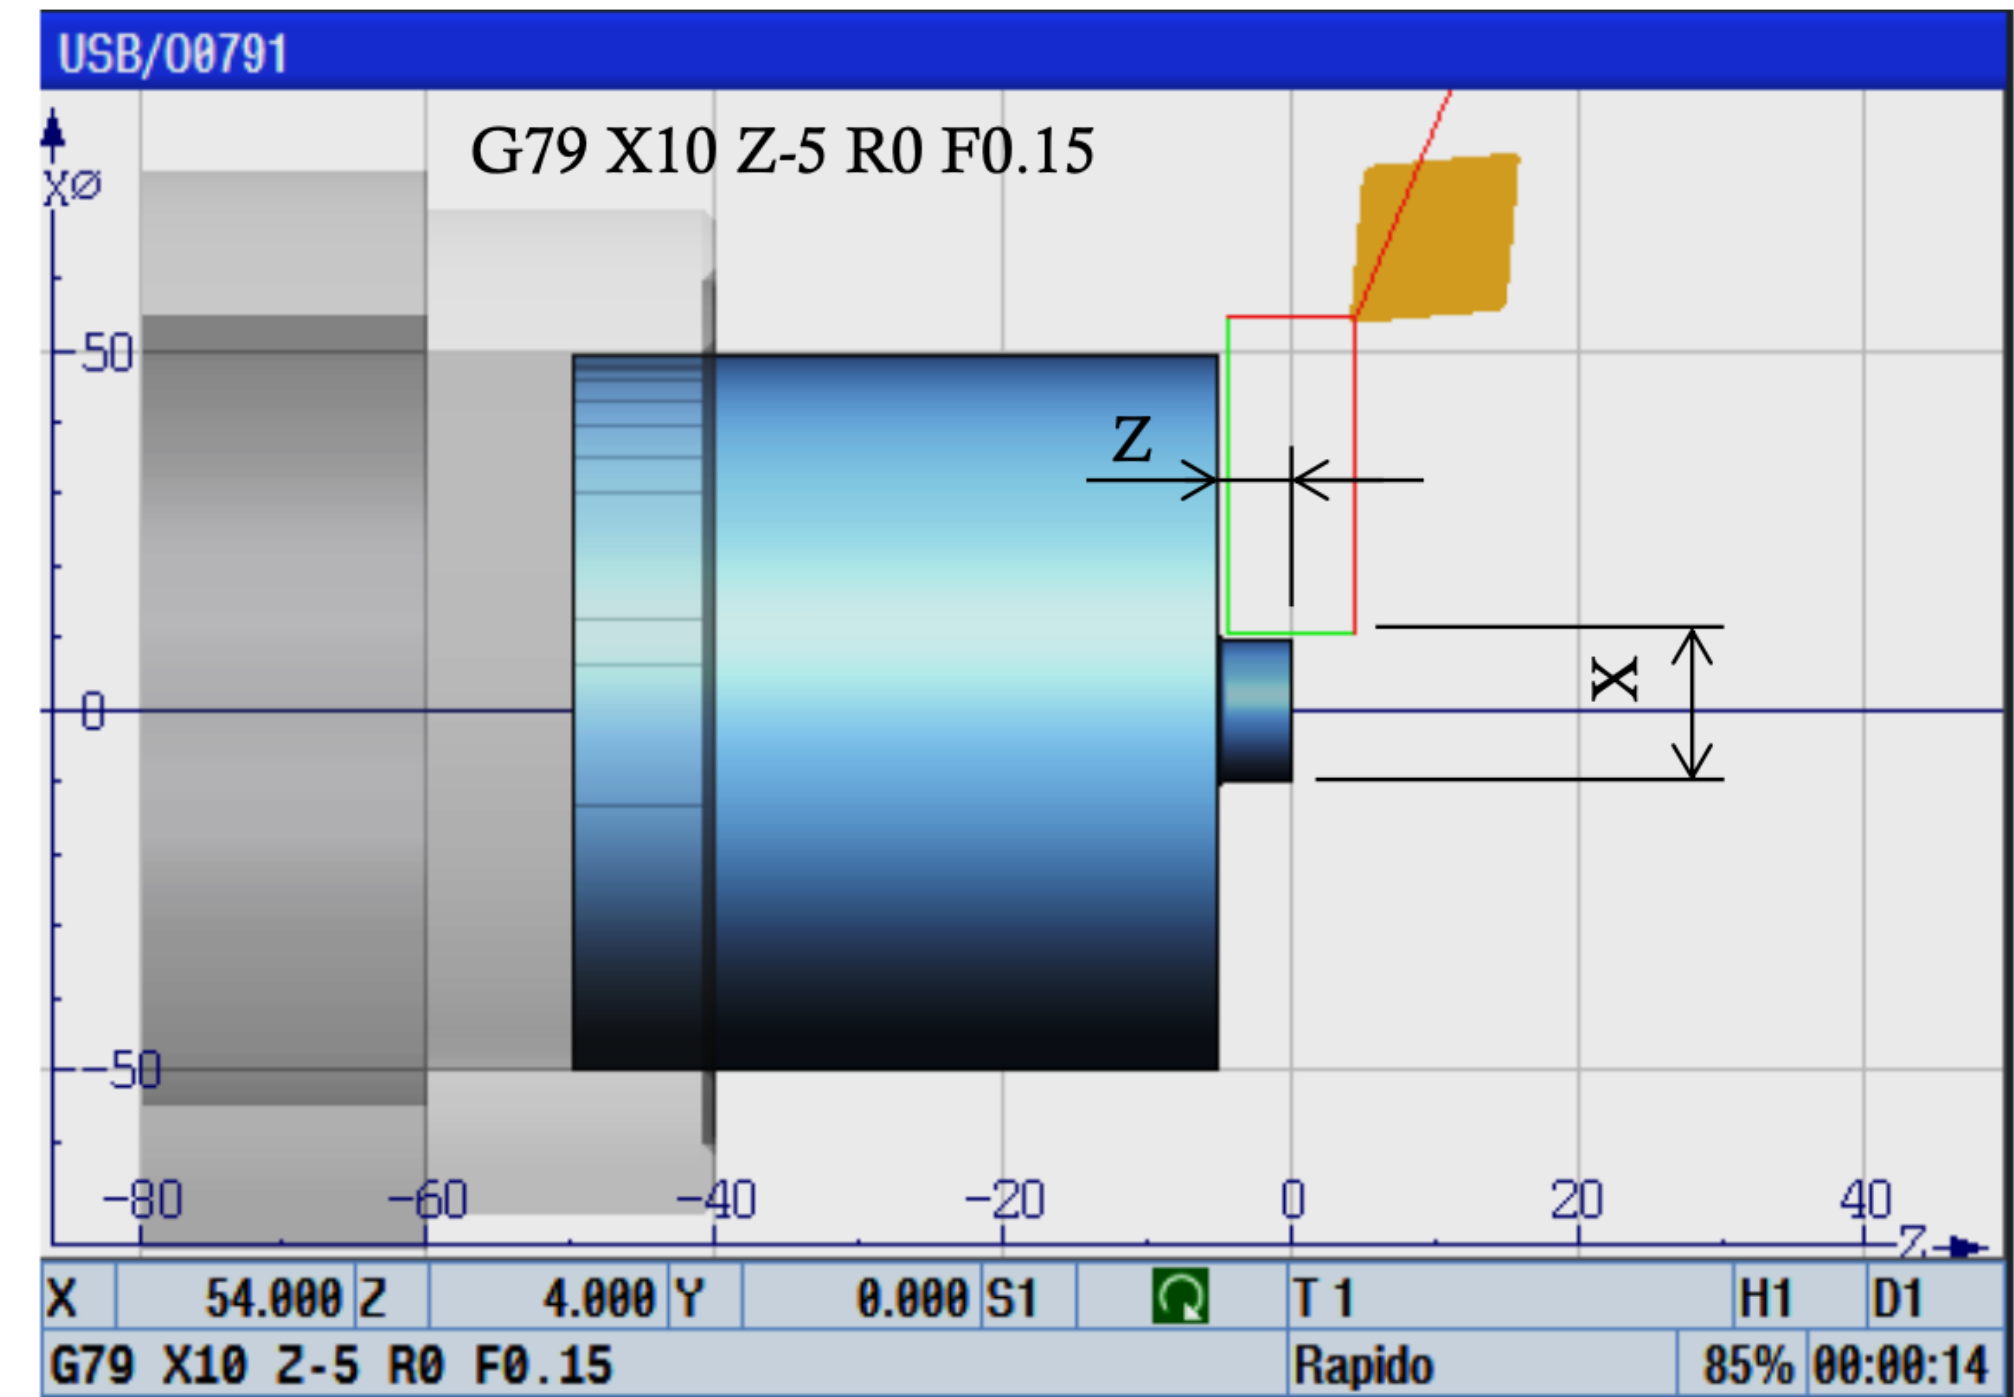 USB/O0791
G79 X10 Z-5 R0 F0.15
XØ
50
Z
X
0
-50
-80 -60 -40 -20 0 20 40
Z
X 54.000 Z 4.000 Y 0.000 S1 T 1 H1 D1
G79 X10 Z-5 R0 F0.15 Rapido 85% 00:00:14